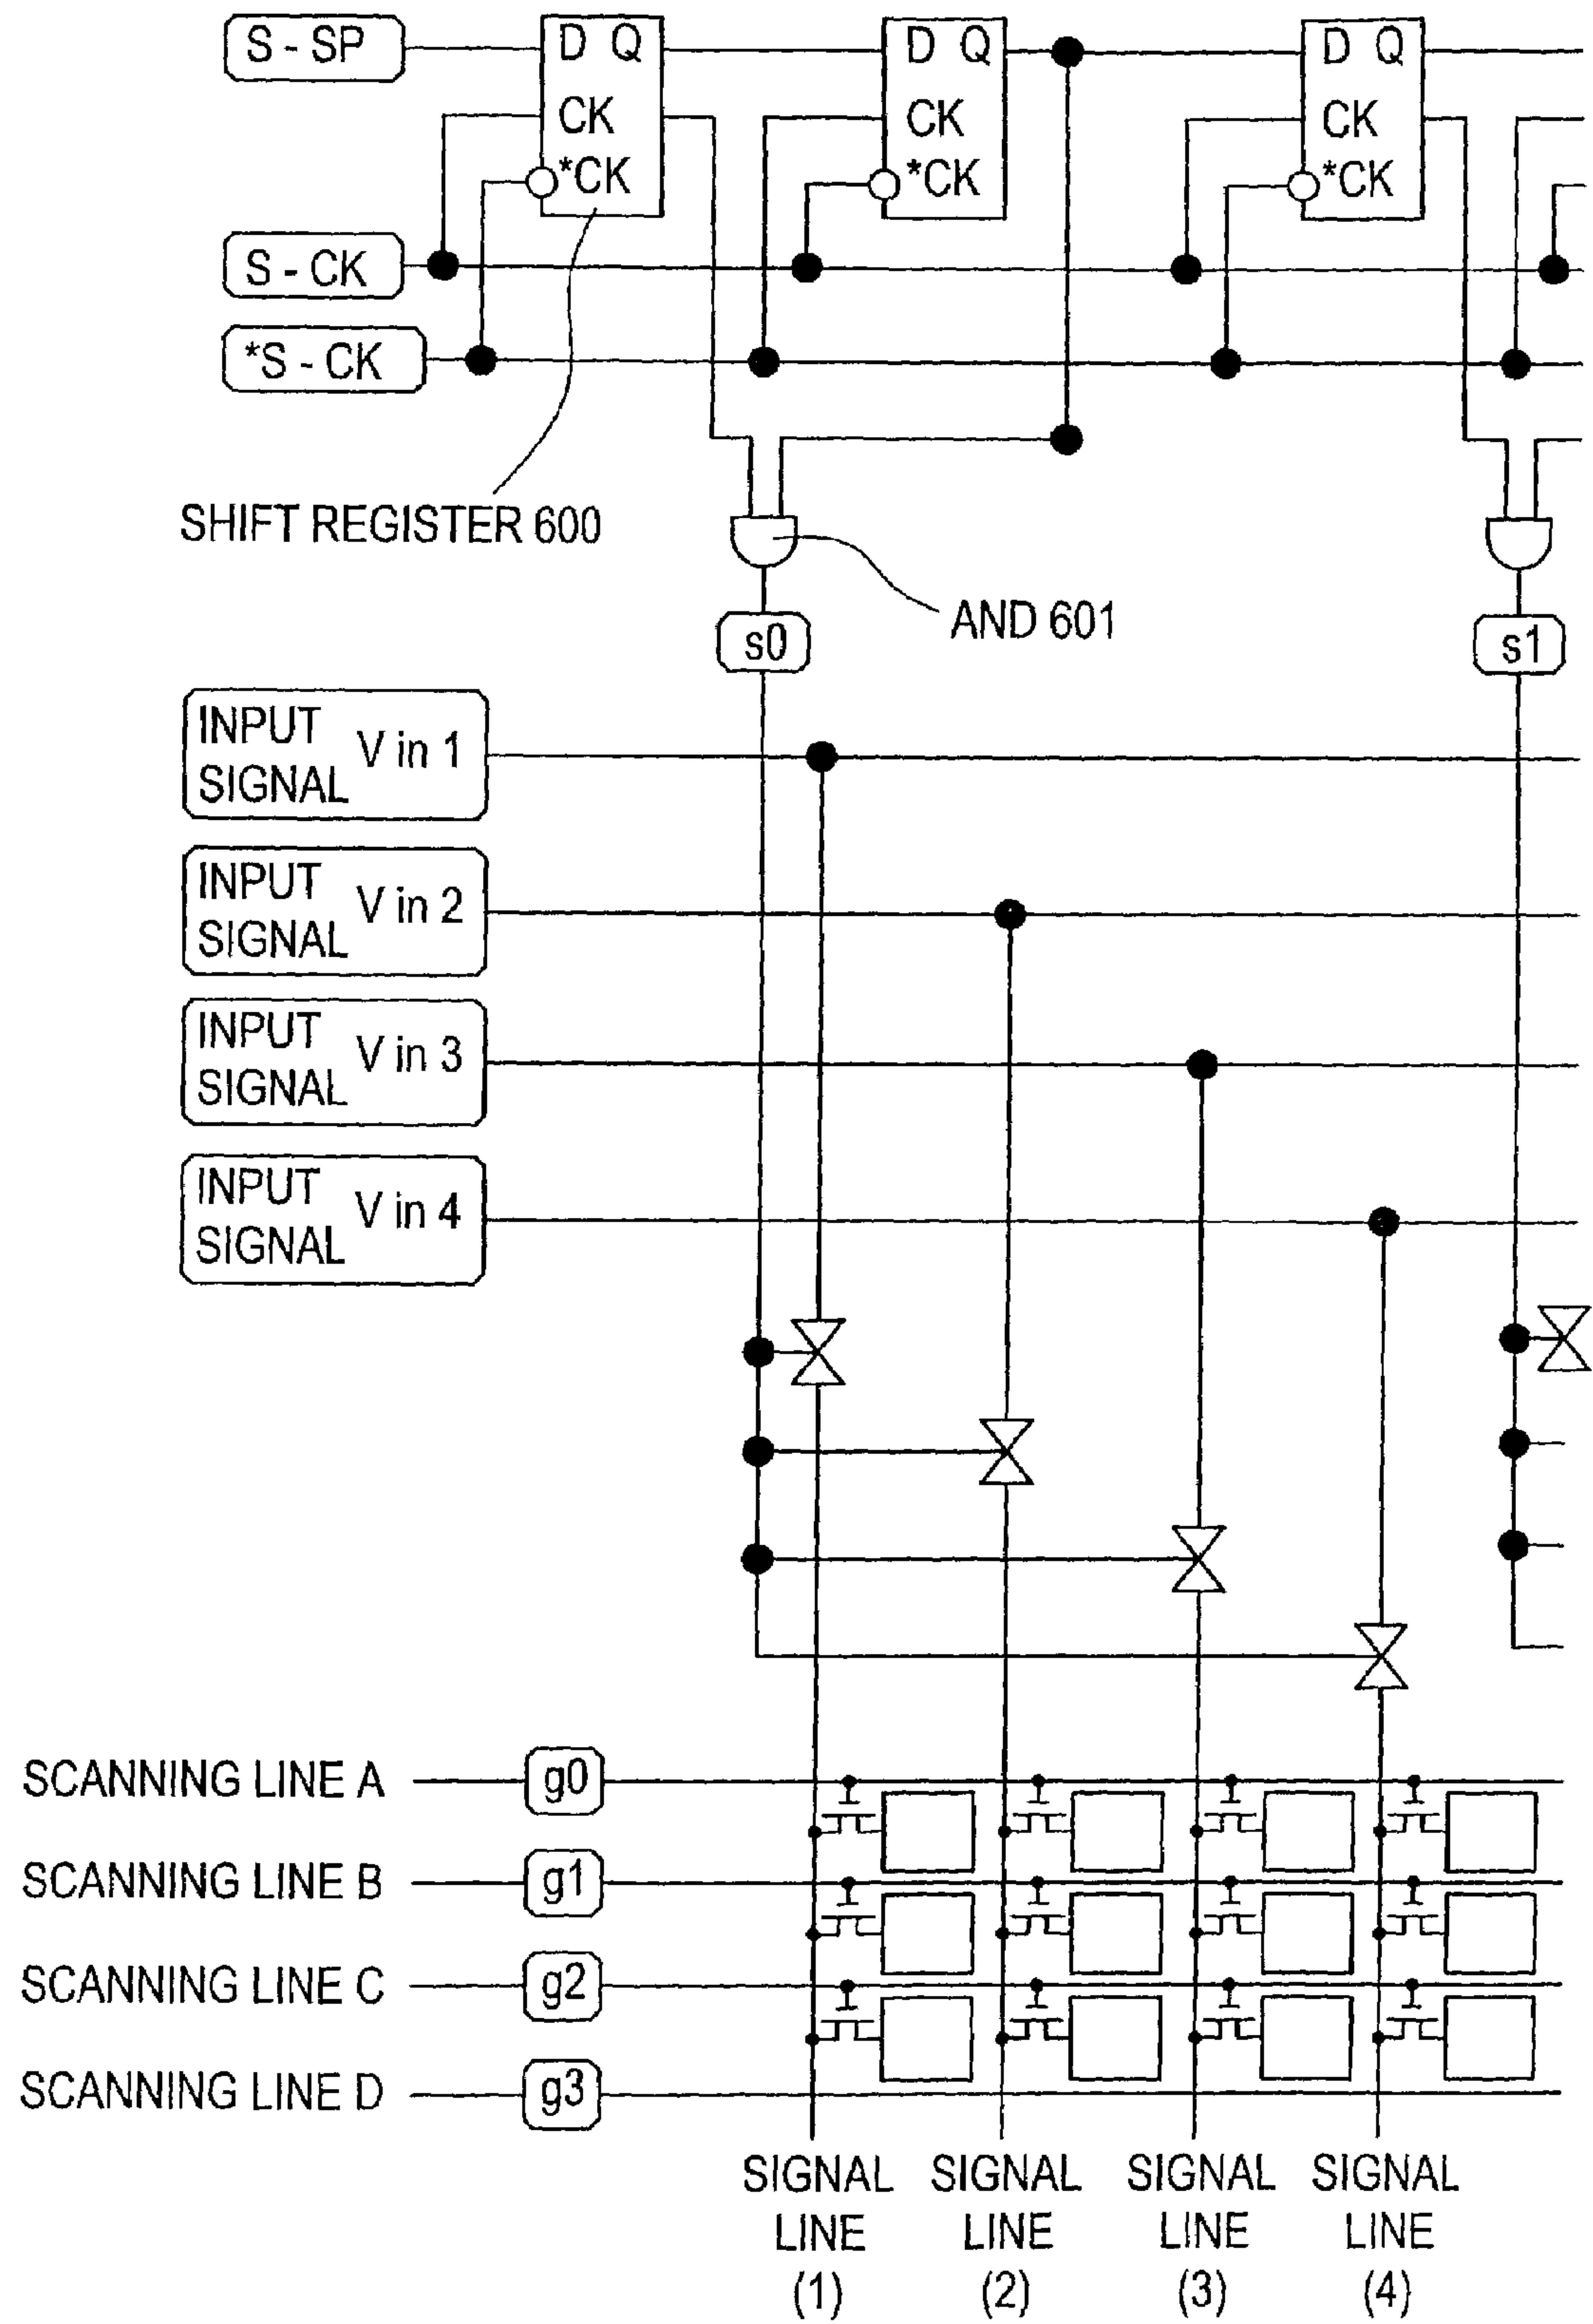 S - SP
D Q
CK
*CK
D Q
CK
*CK
D Q
CK
*CK
S - CK
*S - CK
SHIFT REGISTER 600
AND 601
s0
s1
INPUT
SIGNAL
V in 1
INPUT
SIGNAL
V in 2
INPUT
SIGNAL
V in 3
INPUT
SIGNAL
V in 4
SCANNING LINE A
g0
SCANNING LINE B
g1
SCANNING LINE C
g2
SCANNING LINE D
g3
SIGNAL
LINE
(1)
SIGNAL
LINE
(2)
SIGNAL
LINE
(3)
SIGNAL
LINE
(4)